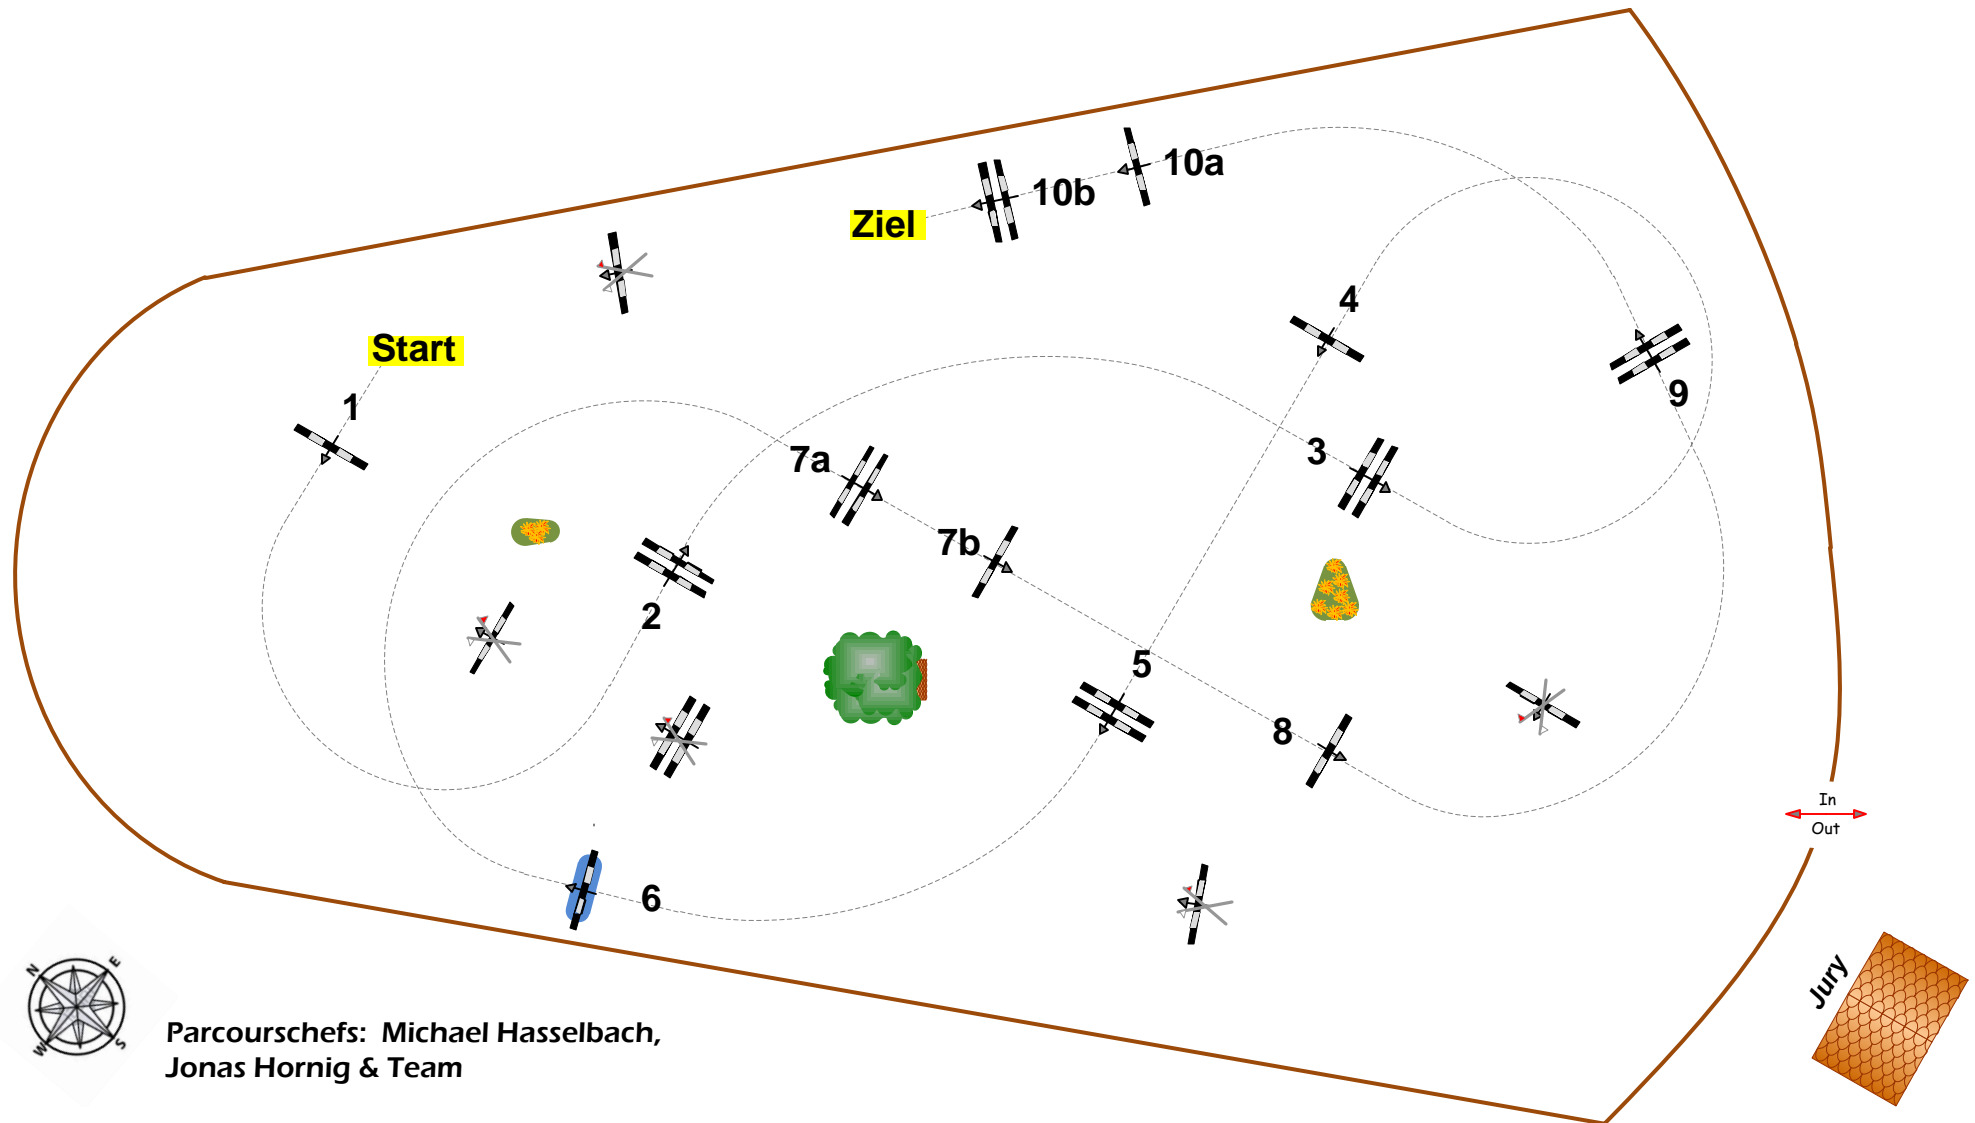 10a
10b
Ziel
4
Start
9
1
3
7a
7b
2
5
8
In
Out
6
Jury
N
E
W
S
Parcourschefs: Michael Hasselbach,
Jonas Hornig & Team